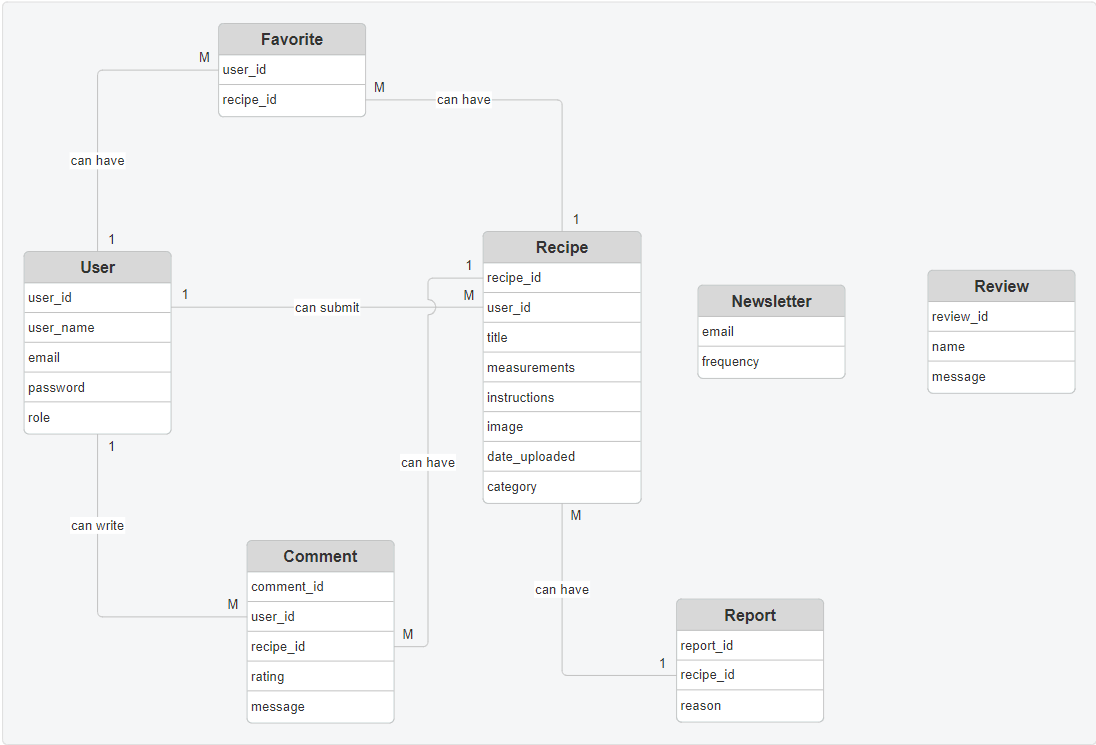 Favorite
user_id
recipe_id
M
M
can have
can have
1
1
User
user_id
user_name
email
password
role
1
can submit
1
M
Recipe
recipe_id
user_id
title
measurements
instructions
image
date_uploaded
category
Newsletter
email
frequency
Review
review_id
name
message
1
can write
can have
M
Comment
comment_id
user_id
recipe_id
rating
message
M
M
can have
1
Report
report_id
recipe_id
reason